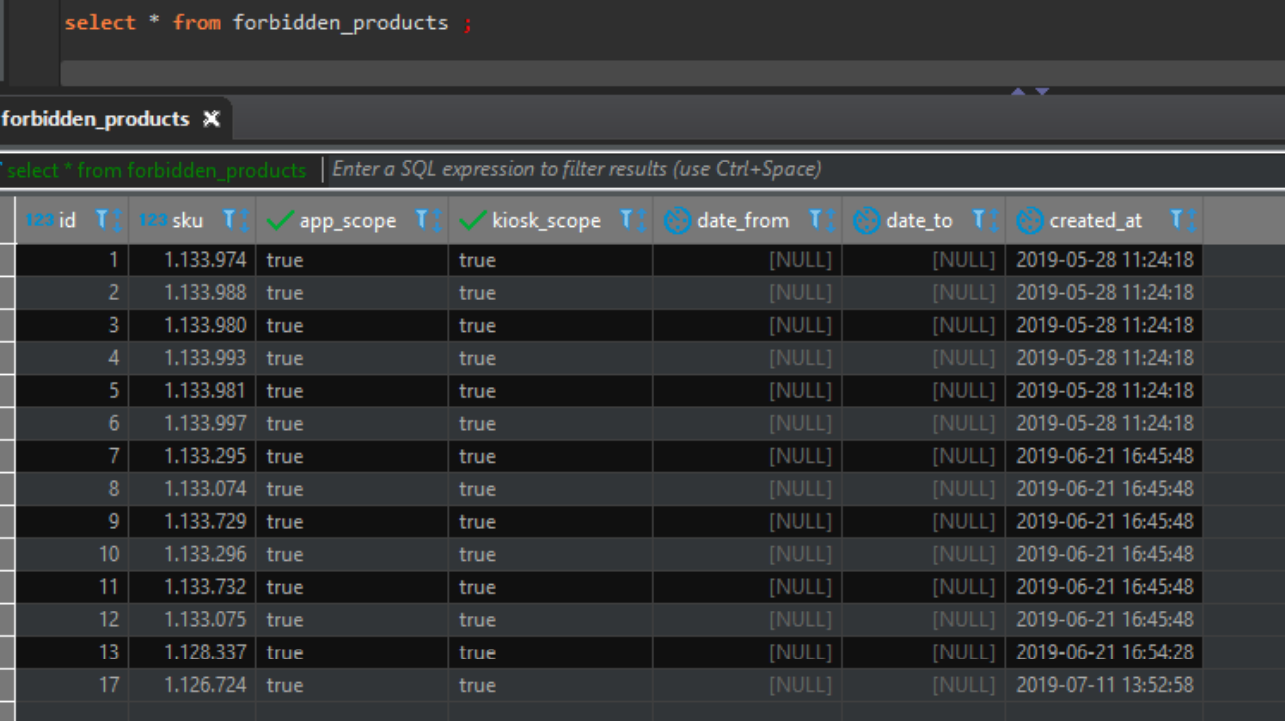 select * from forbidden_products ;
forbidden_products
select * from forbidden_products Enter a SQL expression to filter results (use Ctrl+Space)
123 id 123 sku app_scope kiosk_scope date_from date_to created_at
1 1.133.974 true true [NULL] [NULL] 2019-05-28 11:24:18
2 1.133.988 true true [NULL] [NULL] 2019-05-28 11:24:18
3 1.133.980 true true [NULL] [NULL] 2019-05-28 11:24:18
4 1.133.993 true true [NULL] [NULL] 2019-05-28 11:24:18
5 1.133.981 true true [NULL] [NULL] 2019-05-28 11:24:18
6 1.133.997 true true [NULL] [NULL] 2019-05-28 11:24:18
7 1.133.295 true true [NULL] [NULL] 2019-06-21 16:45:48
8 1.133.074 true true [NULL] [NULL] 2019-06-21 16:45:48
9 1.133.729 true true [NULL] [NULL] 2019-06-21 16:45:48
10 1.133.296 true true [NULL] [NULL] 2019-06-21 16:45:48
11 1.133.732 true true [NULL] [NULL] 2019-06-21 16:45:48
12 1.133.075 true true [NULL] [NULL] 2019-06-21 16:45:48
13 1.128.337 true true [NULL] [NULL] 2019-06-21 16:54:28
17 1.126.724 true true [NULL] [NULL] 2019-07-11 13:52:58